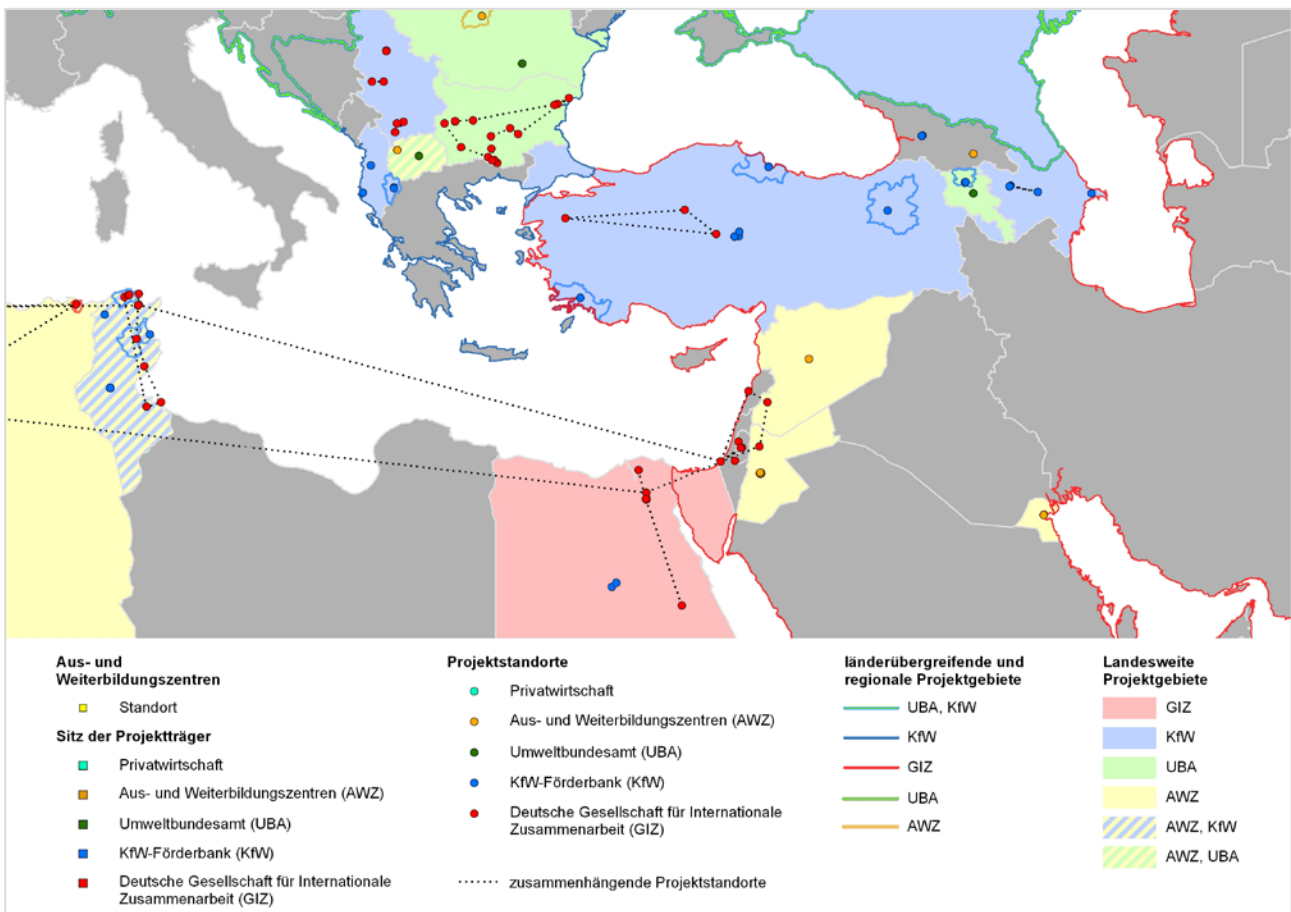 Aus- und
Weiterbildungszentren
Standort
Sitz der Projektträger
Privatwirtschaft
Aus- und Weiterbildungszentren (AWZ)
Umweltbundesamt (UBA)
KfW-Förderbank (KfW)
Deutsche Gesellschaft für Internationale
Zusammenarbeit (GIZ)
Projektstandorte
Privatwirtschaft
Aus- und Weiterbildungszentren (AWZ)
Umweltbundesamt (UBA)
KfW-Förderbank (KfW)
Deutsche Gesellschaft für Internationale
Zusammenarbeit (GIZ)
zusammenhängende Projektstandorte
länderübergreifende und
regionale Projektgebiete
UBA, KfW
KfW
GIZ
UBA
AWZ
Landesweite
Projektgebiete
GIZ
KfW
UBA
AWZ
AWZ, KfW
AWZ, UBA